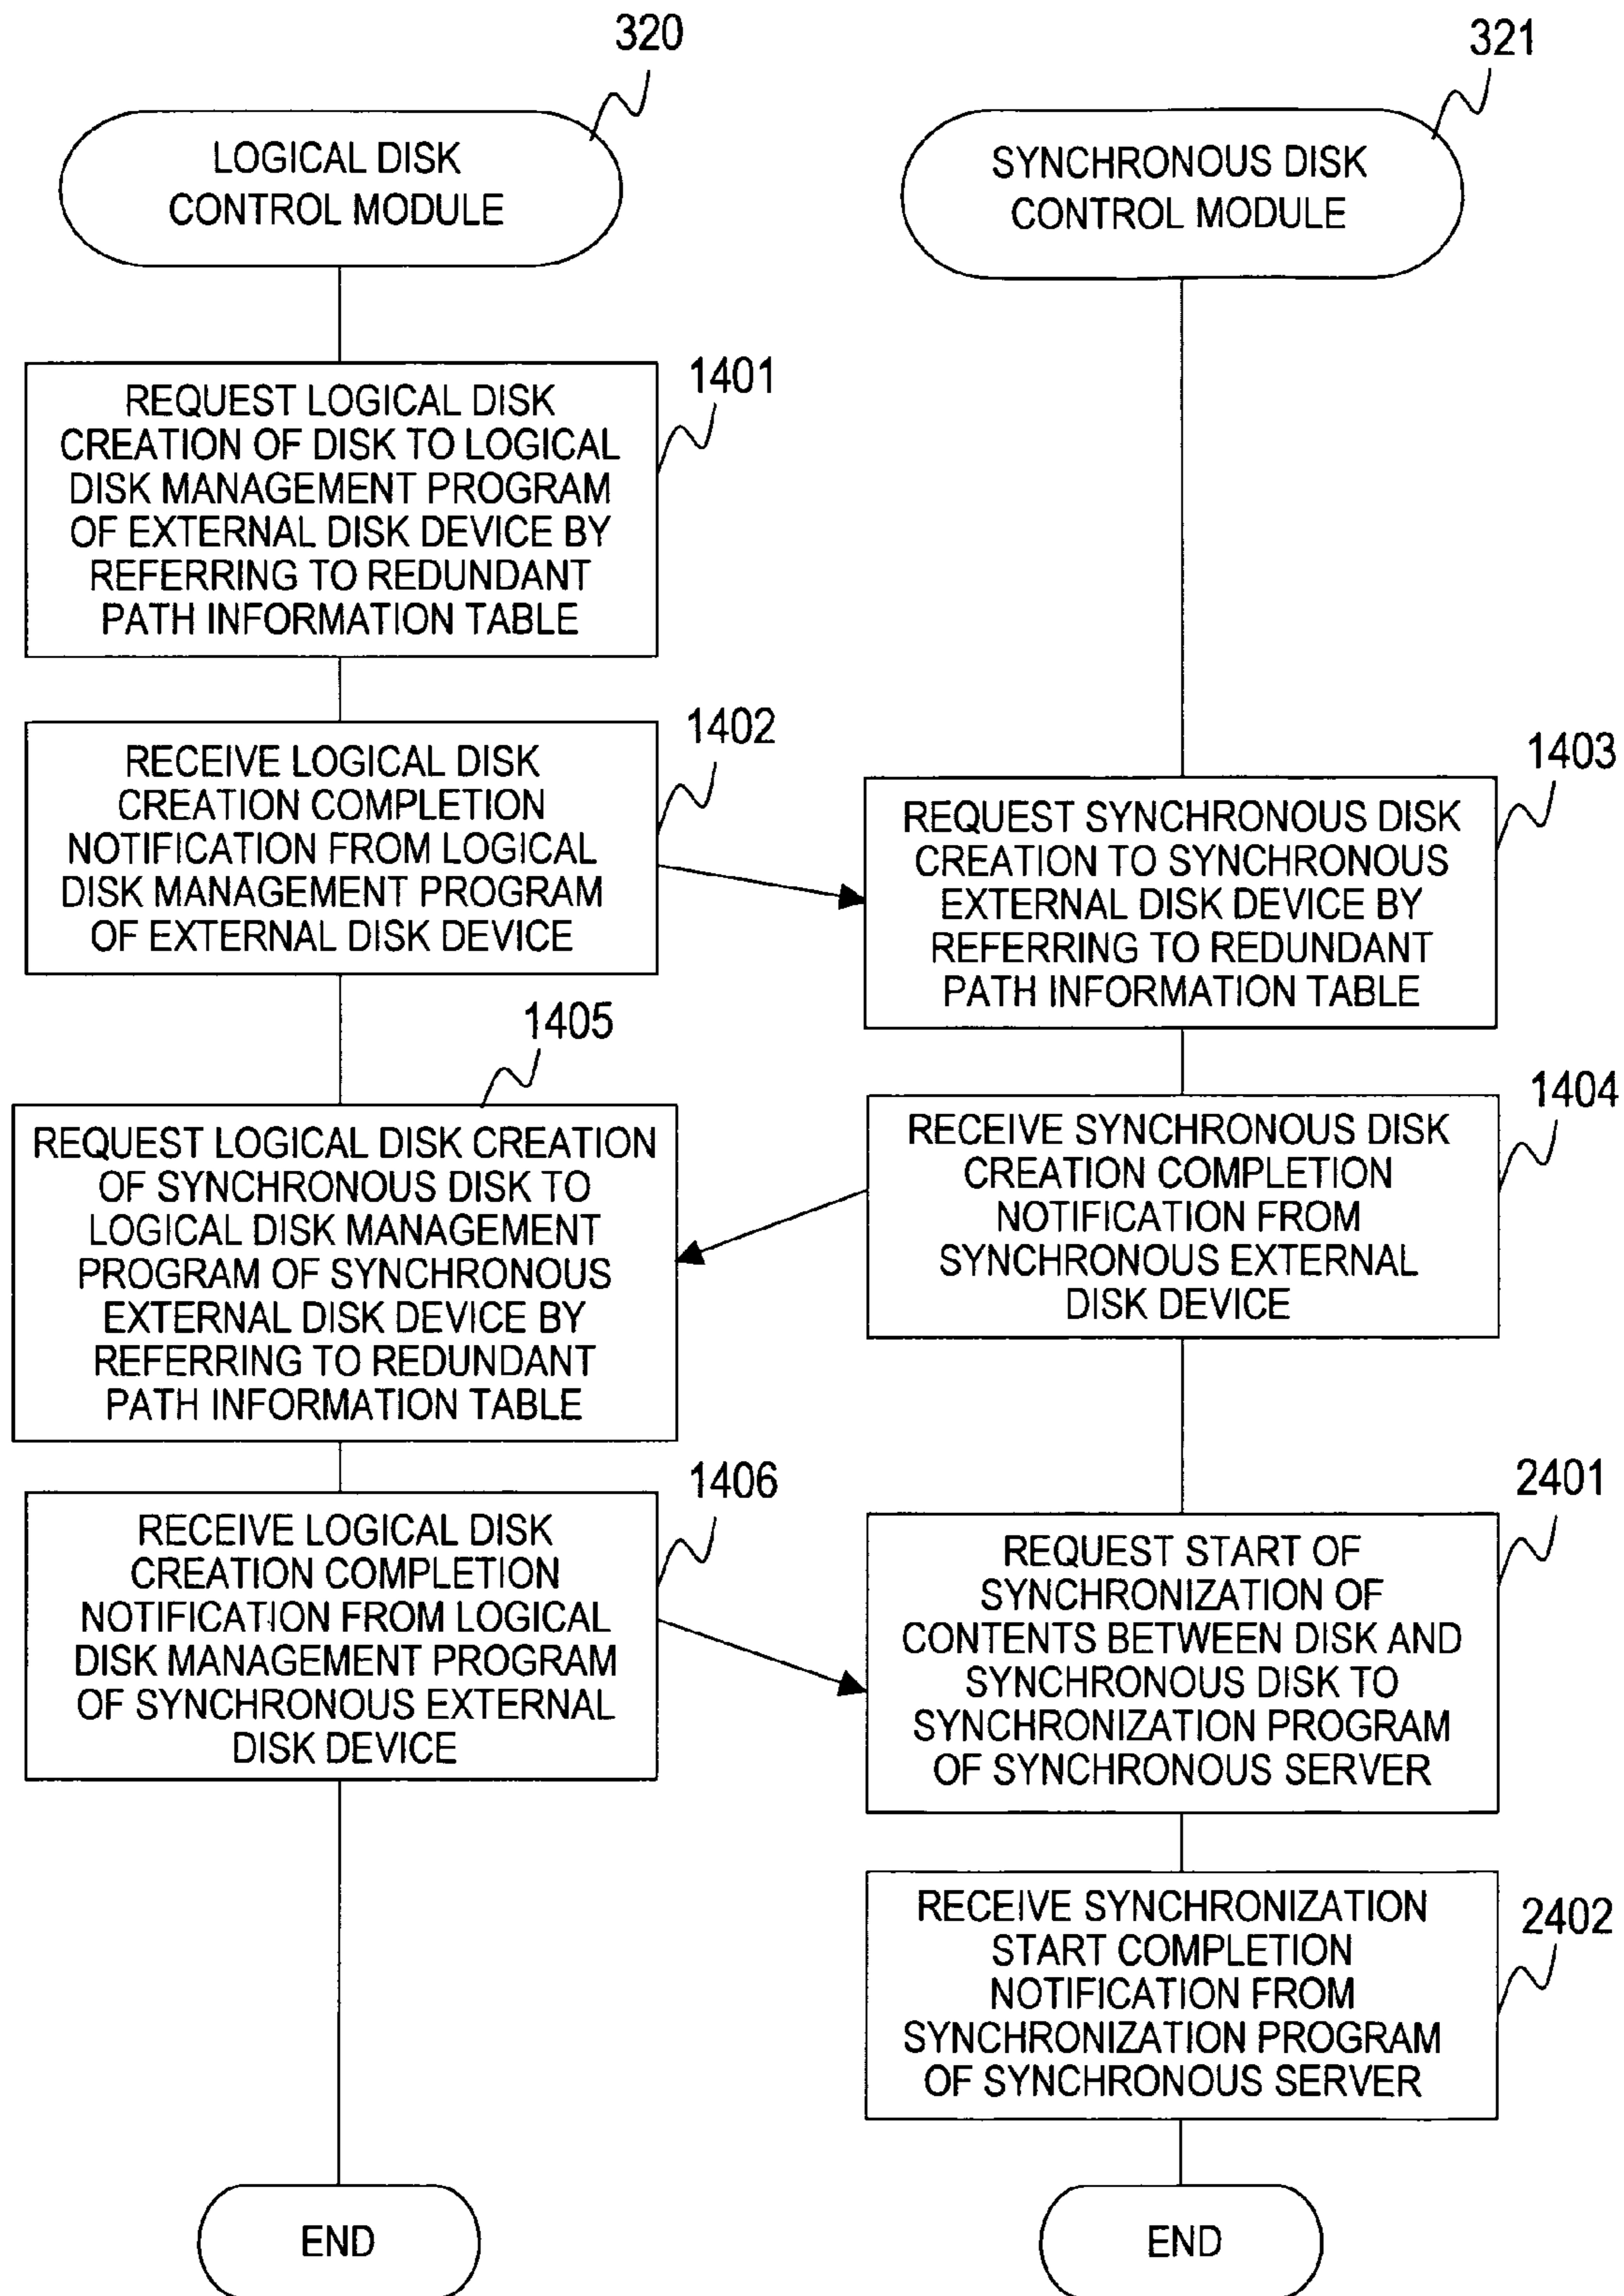 320
LOGICAL DISK
CONTROL MODULE
321
SYNCHRONOUS DISK
CONTROL MODULE
1401
REQUEST LOGICAL DISK
CREATION OF DISK TO LOGICAL
DISK MANAGEMENT PROGRAM
OF EXTERNAL DISK DEVICE BY
REFERRING TO REDUNDANT
PATH INFORMATION TABLE
1402
RECEIVE LOGICAL DISK
CREATION COMPLETION
NOTIFICATION FROM LOGICAL
DISK MANAGEMENT PROGRAM
OF EXTERNAL DISK DEVICE
1403
REQUEST SYNCHRONOUS DISK
CREATION TO SYNCHRONOUS
EXTERNAL DISK DEVICE BY
REFERRING TO REDUNDANT
PATH INFORMATION TABLE
1404
RECEIVE SYNCHRONOUS DISK
CREATION COMPLETION
NOTIFICATION FROM
SYNCHRONOUS EXTERNAL
DISK DEVICE
1405
REQUEST LOGICAL DISK CREATION
OF SYNCHRONOUS DISK TO
LOGICAL DISK MANAGEMENT
PROGRAM OF SYNCHRONOUS
EXTERNAL DISK DEVICE BY
REFERRING TO REDUNDANT
PATH INFORMATION TABLE
1406
RECEIVE LOGICAL DISK
CREATION COMPLETION
NOTIFICATION FROM LOGICAL
DISK MANAGEMENT PROGRAM
OF SYNCHRONOUS EXTERNAL
DISK DEVICE
2401
REQUEST START OF
SYNCHRONIZATION OF
CONTENTS BETWEEN DISK AND
SYNCHRONOUS DISK TO
SYNCHRONIZATION PROGRAM
OF SYNCHRONOUS SERVER
2402
RECEIVE SYNCHRONIZATION
START COMPLETION
NOTIFICATION FROM
SYNCHRONIZATION PROGRAM
OF SYNCHRONOUS SERVER
END
END